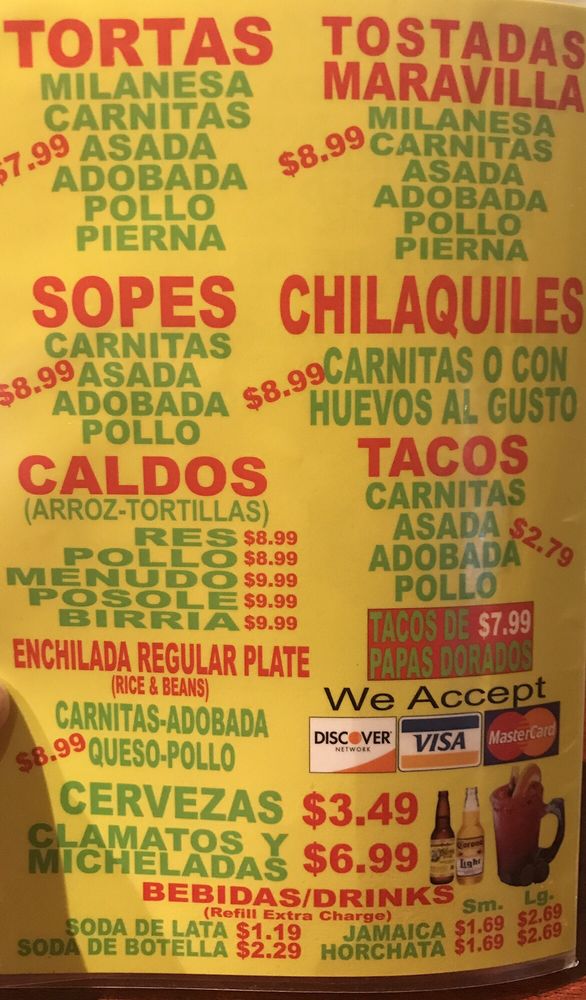 TORTAS
MILANESA
CARNITAS
ASADA
$7.99
ADOBADA
POLLO
PIERNA
TOSTADAS
MARAVILLA
MILANESA
$8.99 CARNITAS
ASADA
ADOBADA
POLLO
PIERNA
SOPES
CARNITAS
$8.99 ASADA
ADOBADA
POLLO
CHILAQUILES
$8.99 CARNITAS O CON
HUEVOS AL GUSTO
CALDOS
(ARROZ-TORTILLAS)
RES $8.99
POLLO $8.99
MENUDO $9.99
POSOLE $9.99
BIRRIA $9.99
TACOS
CARNITAS
ASADA $2.79
ADOBADA
POLLO
TACOS DE $7.99
PAPAS DORADOS
ENCHILADA REGULAR PLATE
(RICE & BEANS)
CARNITAS-ADOBADA
$8.99 QUESO-POLLO
We Accept
DISCOVER VISA MasterCard
NETWORK
CERVEZAS $3.49
CLAMATOS Y
MICHELADAS $6.99
Corona
Light
BEBIDAS/DRINKS
(Refill Extra Charge)
SODA DE LATA $1.19
SODA DE BOTELLA $2.29
Sm. Lg.
JAMAICA $1.69 $2.69
HORCHATA $1.69 $2.69